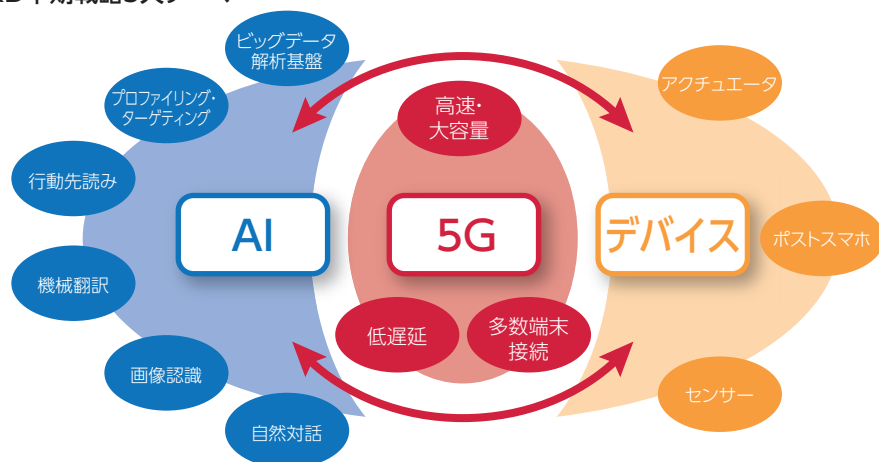 ビッグデータ
解析基盤
プロファイリング・
ターゲティング
行動先読み
機械翻訳
画像認識
自然対話
AI
高速・
大容量
5G
低遅延
多数端末
接続
デバイス
アクチュエータ
ポストスマホ
センサー